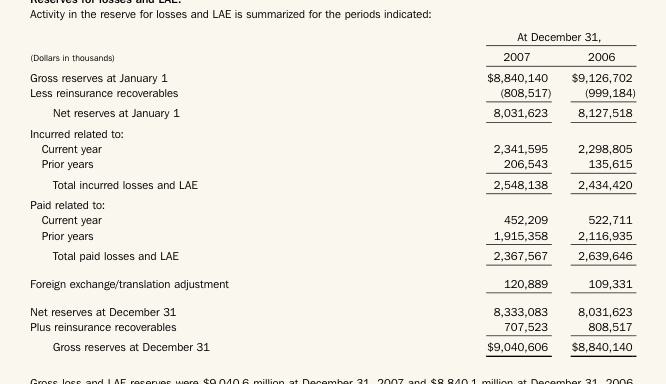 Reserves for losses and LAE.
Activity in the reserve for losses and LAE is summarized for the periods indicated:
At December 31,
(Dollars in thousands) 2007 2006
Gross reserves at January 1 $8,840,140 $9,126,702
Less reinsurance recoverables (808,517) (999,184)
Net reserves at January 1 8,031,623 8,127,518
Incurred related to:
Current year 2,341,595 2,298,805
Prior years 206,543 135,615
Total incurred losses and LAE 2,548,138 2,434,420
Paid related to:
Current year 452,209 522,711
Prior years 1,915,358 2,116,935
Total paid losses and LAE 2,367,567 2,639,646
Foreign exchange/translation adjustment 120,889 109,331
Net reserves at December 31 8,333,083 8,031,623
Plus reinsurance recoverables 707,523 808,517
Gross reserves at December 31 $9,040,606 $8,840,140
Gross loss and LAE reserves were $9,040.6 million at December 31, 2007 and $8,840.1 million at December 31, 2006.